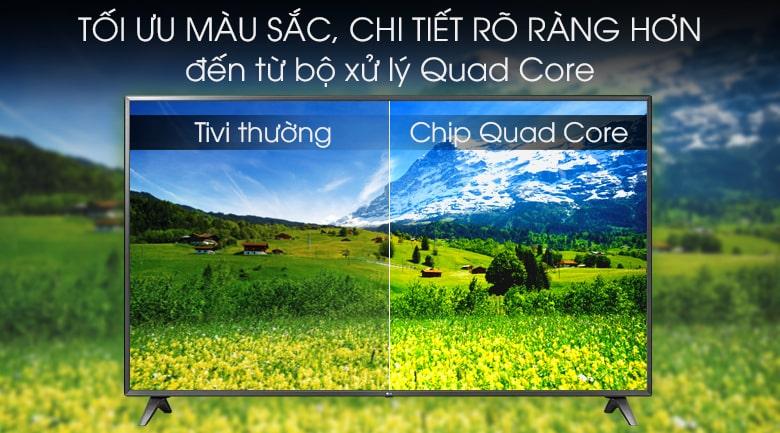 TỐI ƯU MÀU SẮC, CHI TIẾT RÕ RÀNG HƠN
đến từ bộ xử lý Quad Core
Tivi thường
Chip Quad Core